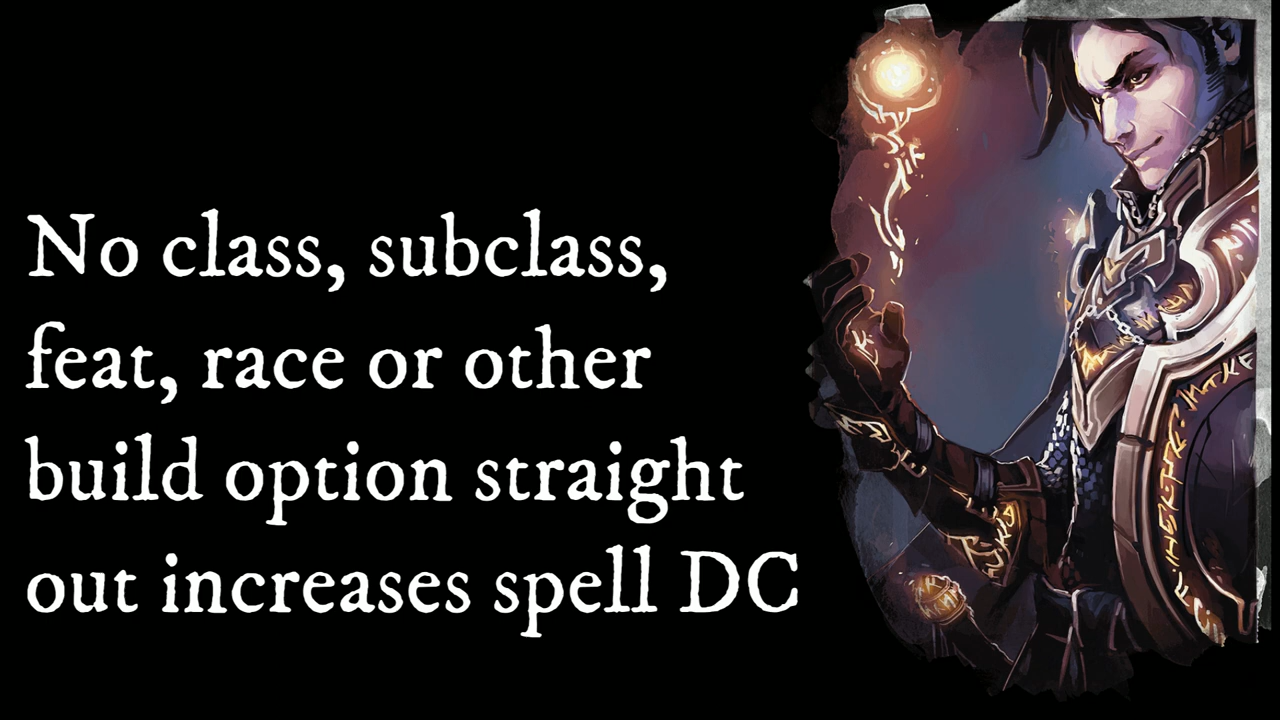 No class, subclass,
feat, race or other
build option straight
out increases spell DC